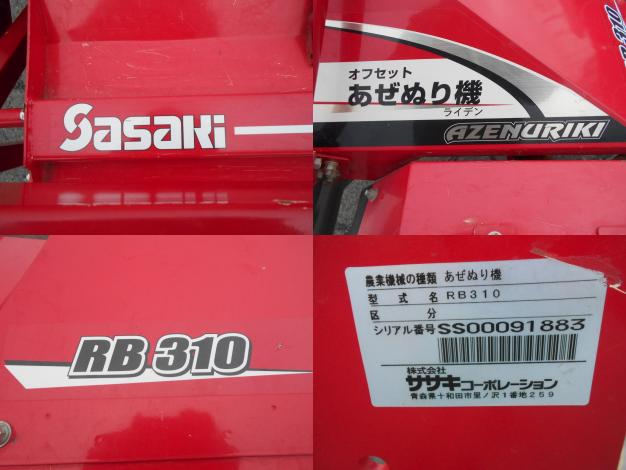 Sasaki
オフセット
あぜぬり機
ライデン
AZENURIKI
310
RB 310
農業機械の種類 あぜぬり機
型式名 RB310
区分
シリアル番号 SS00091883
株式会社
ササキコーポレーション
青森県十和田市里ノ沢1番地259